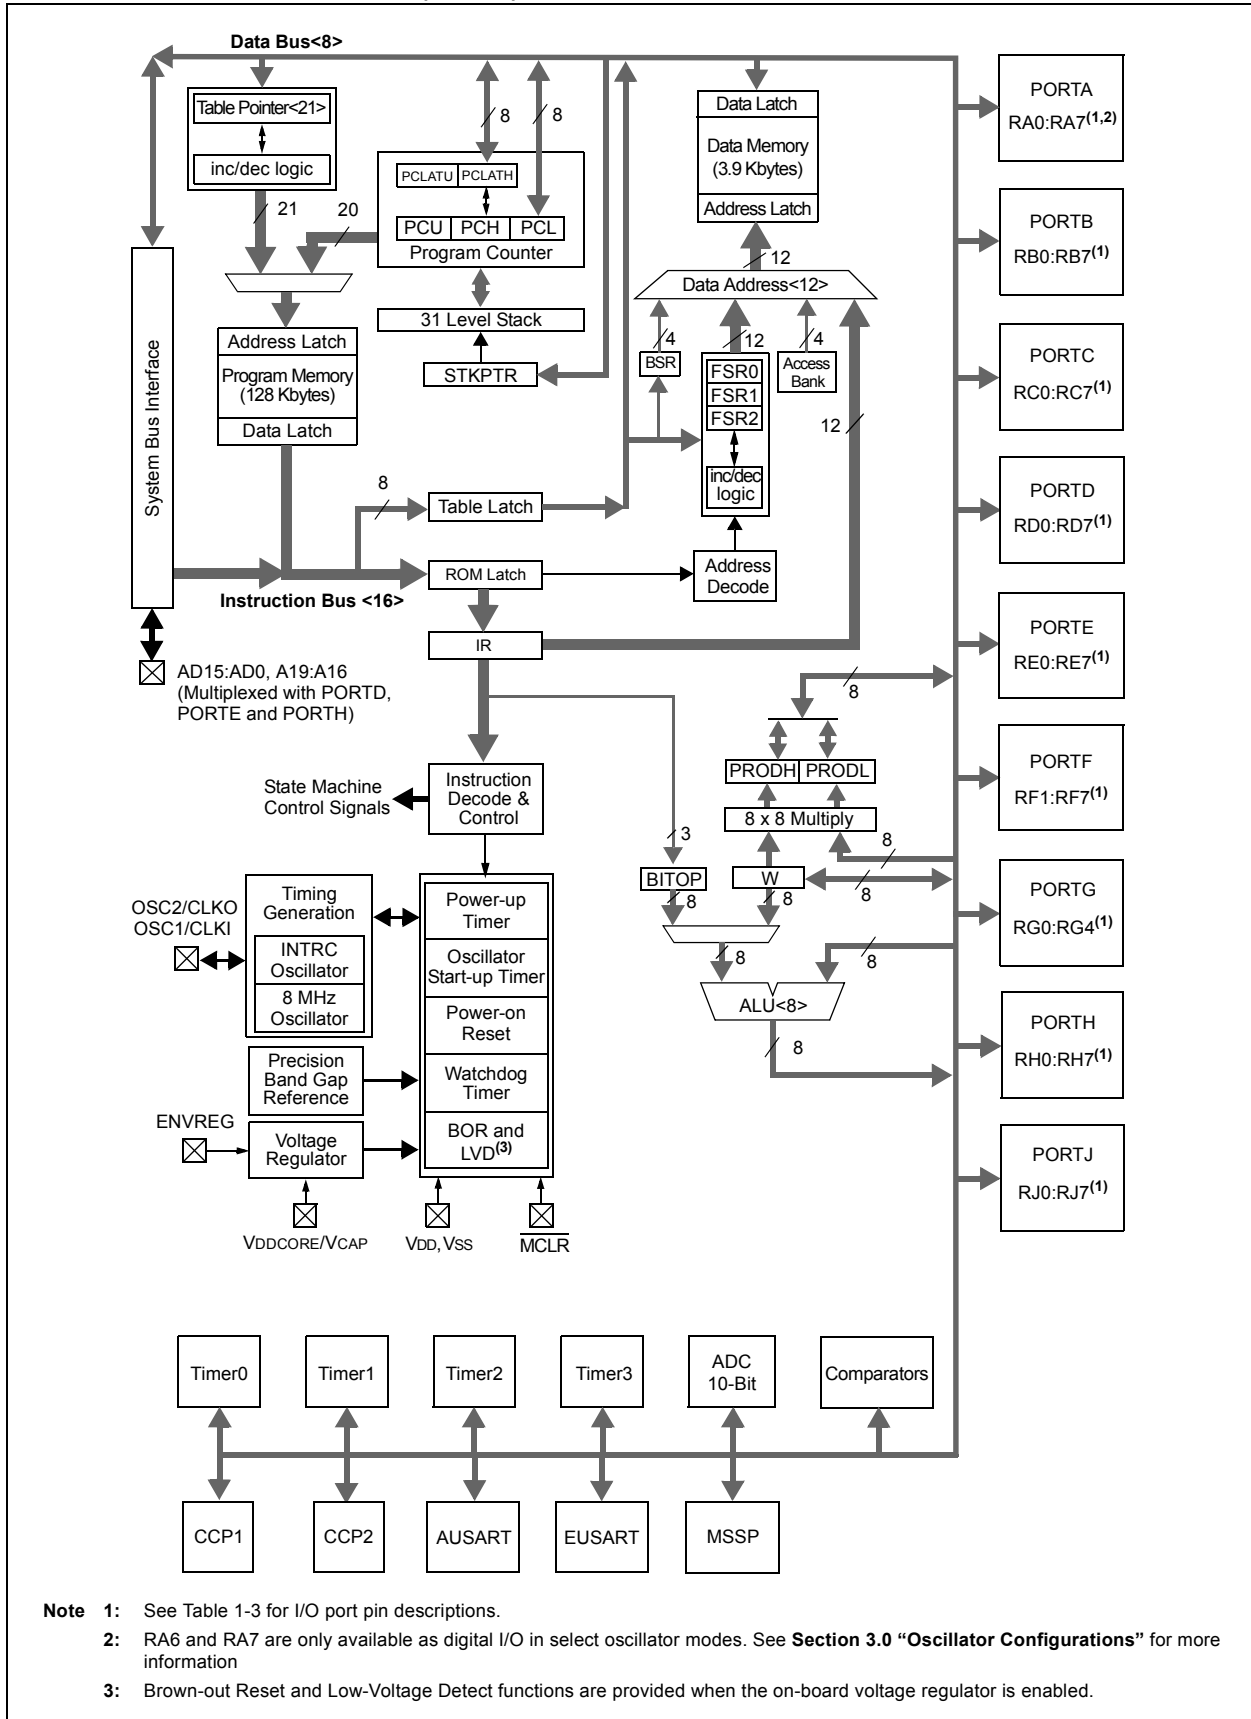 Data Bus<8>
Table Pointer<21>
inc/dec logic
21
20
8
8
PCLATU PCLATH
PCU PCH PCL
Program Counter
31 Level Stack
STKPTR
Data Latch
Data Memory
(3.9 Kbytes)
Address Latch
12
Data Address<12>
4
12
4
BSR
FSR0
FSR1
FSR2
inc/dec
logic
Access
Bank
12
Address
Decode
System Bus Interface
Address Latch
Program Memory
(128 Kbytes)
Data Latch
8
Table Latch
ROM Latch
Instruction Bus <16>
IR
AD15:AD0, A19:A16
(Multiplexed with PORTD,
PORTE and PORTH)
8
PRODH PRODL
8 x 8 Multiply
State Machine
Control Signals
Instruction
Decode &
Control
3
8
BITOP
W
8
8
8
8
8
ALU<8>
8
OSC2/CLKO
OSC1/CLKI
Timing
Generation
INTRC
Oscillator
8 MHz
Oscillator
Power-up
Timer
Oscillator
Start-up Timer
Power-on
Reset
Watchdog
Timer
BOR and
LVD(3)
Precision
Band Gap
Reference
ENVREG
Voltage
Regulator
VDDCORE/VCAP
VDD, VSS
MCLR
PORTA
RA0:RA7(1,2)
PORTB
RB0:RB7(1)
PORTC
RC0:RC7(1)
PORTD
RD0:RD7(1)
PORTE
RE0:RE7(1)
PORTF
RF1:RF7(1)
PORTG
RG0:RG4(1)
PORTH
RH0:RH7(1)
PORTJ
RJ0:RJ7(1)
Timer0
Timer1
Timer2
Timer3
ADC
10-Bit
Comparators
CCP1
CCP2
AUSART
EUSART
MSSP
Note 1: See Table 1-3 for I/O port pin descriptions.
2: RA6 and RA7 are only available as digital I/O in select oscillator modes. See Section 3.0 “Oscillator Configurations” for more
information
3: Brown-out Reset and Low-Voltage Detect functions are provided when the on-board voltage regulator is enabled.